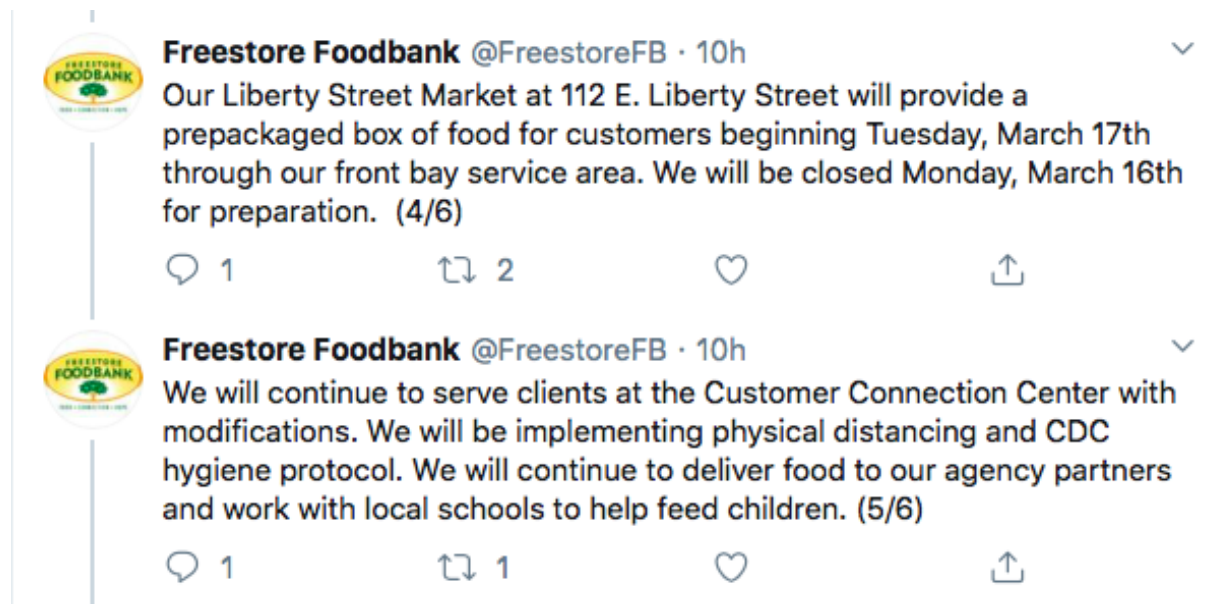 Freestore Foodbank @FreestoreFB · 10h
FREESTORE
FOODBANK
Our Liberty Street Market at 112 E. Liberty Street will provide a
prepackaged box of food for customers beginning Tuesday, March 17th
through our front bay service area. We will be closed Monday, March 16th
for preparation.  (4/6)
1 2
Freestore Foodbank @FreestoreFB · 10h
FREESTORE
FOODBANK
We will continue to serve clients at the Customer Connection Center with
modifications. We will be implementing physical distancing and CDC
hygiene protocol. We will continue to deliver food to our agency partners
and work with local schools to help feed children. (5/6)
1 1